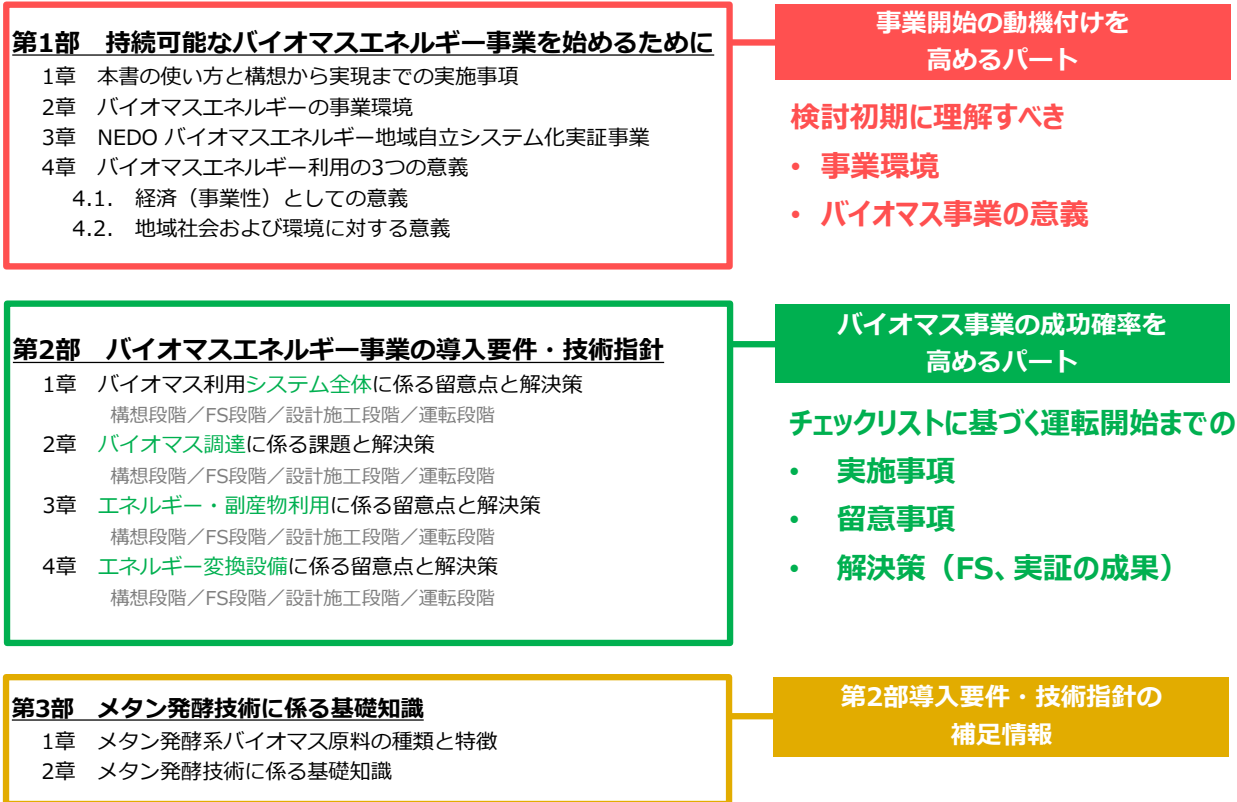 第1部　持続可能なバイオマスエネルギー事業を始めるために
1章　本書の使い方と構想から実現までの実施事項
2章　バイオマスエネルギーの事業環境
3章　NEDO バイオマスエネルギー地域自立システム化実証事業
4章　バイオマスエネルギー利用の3つの意義
4.1.　経済（事業性）としての意義
4.2.　地域社会および環境に対する意義
事業開始の動機付けを
高めるパート
検討初期に理解すべき
• 事業環境
• バイオマス事業の意義
第2部　バイオマスエネルギー事業の導入要件・技術指針
1章　バイオマス利用システム全体に係る留意点と解決策
構想段階／FS段階／設計施工段階／運転段階
2章　バイオマス調達に係る課題と解決策
構想段階／FS段階／設計施工段階／運転段階
3章　エネルギー・副産物利用に係る留意点と解決策
構想段階／FS段階／設計施工段階／運転段階
4章　エネルギー変換設備に係る留意点と解決策
構想段階／FS段階／設計施工段階／運転段階
バイオマス事業の成功確率を
高めるパート
チェックリストに基づく運転開始までの
• 実施事項
• 留意事項
• 解決策（FS、実証の成果）
第3部　メタン発酵技術に係る基礎知識
1章　メタン発酵系バイオマス原料の種類と特徴
2章　メタン発酵技術に係る基礎知識
第2部導入要件・技術指針の
補足情報